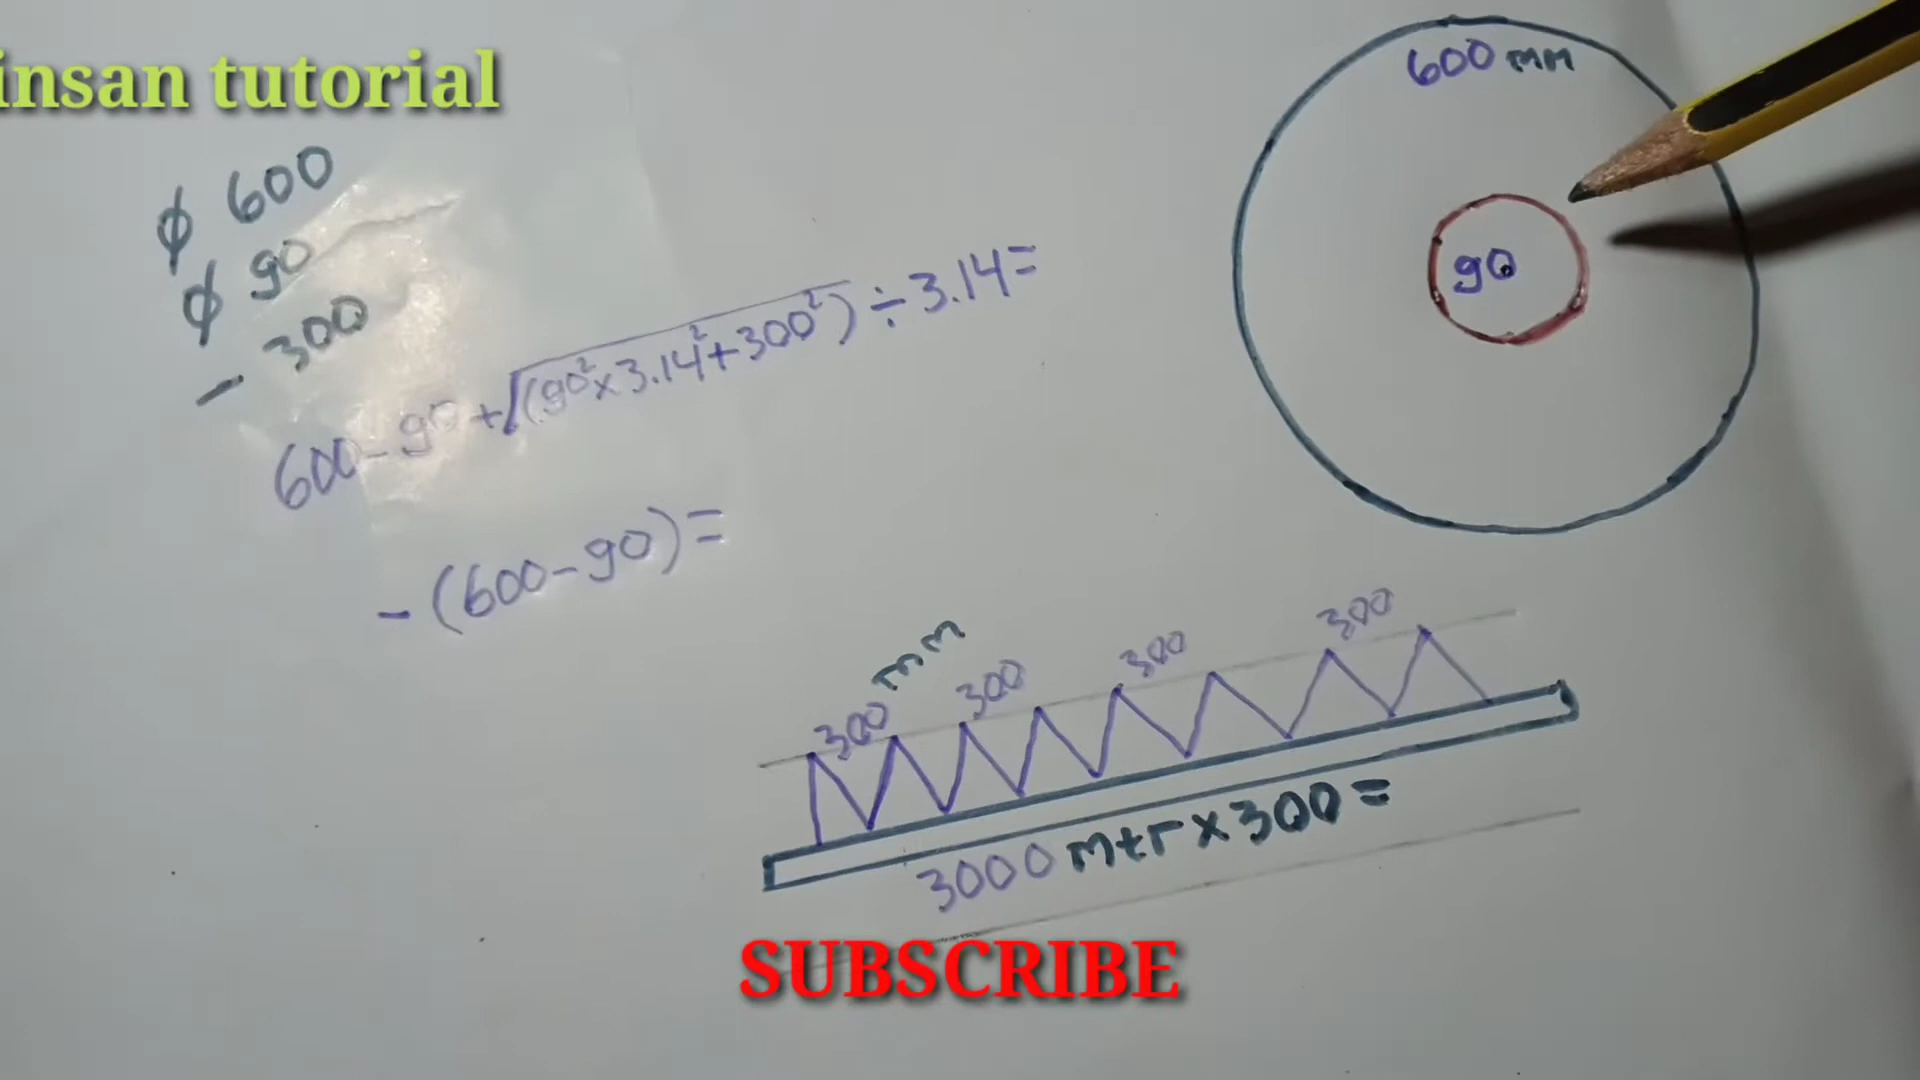 insan tutorial
600 mm
ϕ 600
ϕ 90
- 300
90
600-90+√(90²×3.14²+300²)÷3.14=
-(600-90)=
300 mm 300 300 300
3000 mtr×300=
SUBSCRIBE